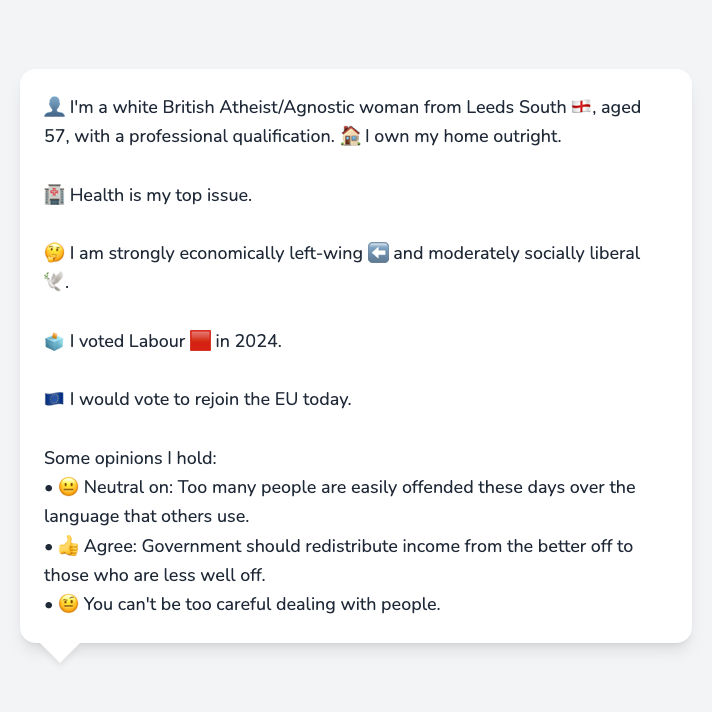 👤 I'm a white British Atheist/Agnostic woman from Leeds South 🏴󠁧󠁢󠁥󠁮󠁧󠁿, aged
57, with a professional qualification. 🏠 I own my home outright.
🏥 Health is my top issue.
🤔 I am strongly economically left-wing ⬅️ and moderately socially liberal
🕊️.
🗳️ I voted Labour 🟥 in 2024.
🇪🇺 I would vote to rejoin the EU today.
Some opinions I hold:
• 😐 Neutral on: Too many people are easily offended these days over the
language that others use.
• 👍 Agree: Government should redistribute income from the better off to
those who are less well off.
• 🤨 You can't be too careful dealing with people.